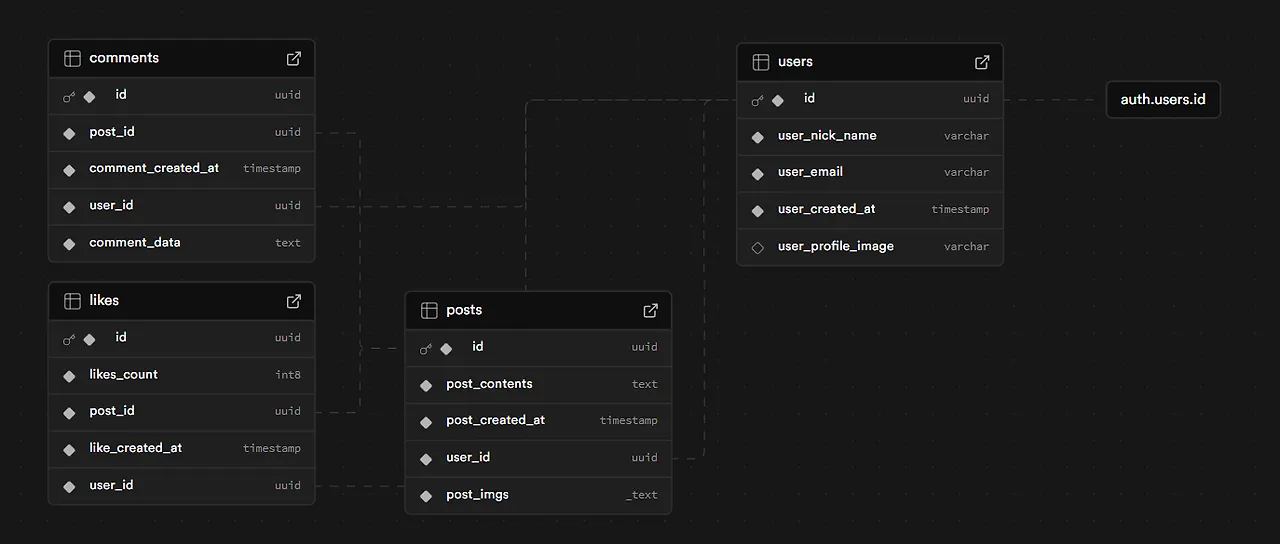 comments
id uuid
post_id uuid
comment_created_at timestamp
user_id uuid
comment_data text
likes
id uuid
likes_count int8
post_id uuid
like_created_at timestamp
user_id uuid
posts
id uuid
post_contents text
post_created_at timestamp
user_id uuid
post_imgs _text
users
id uuid
user_nick_name varchar
user_email varchar
user_created_at timestamp
user_profile_image varchar
auth.users.id